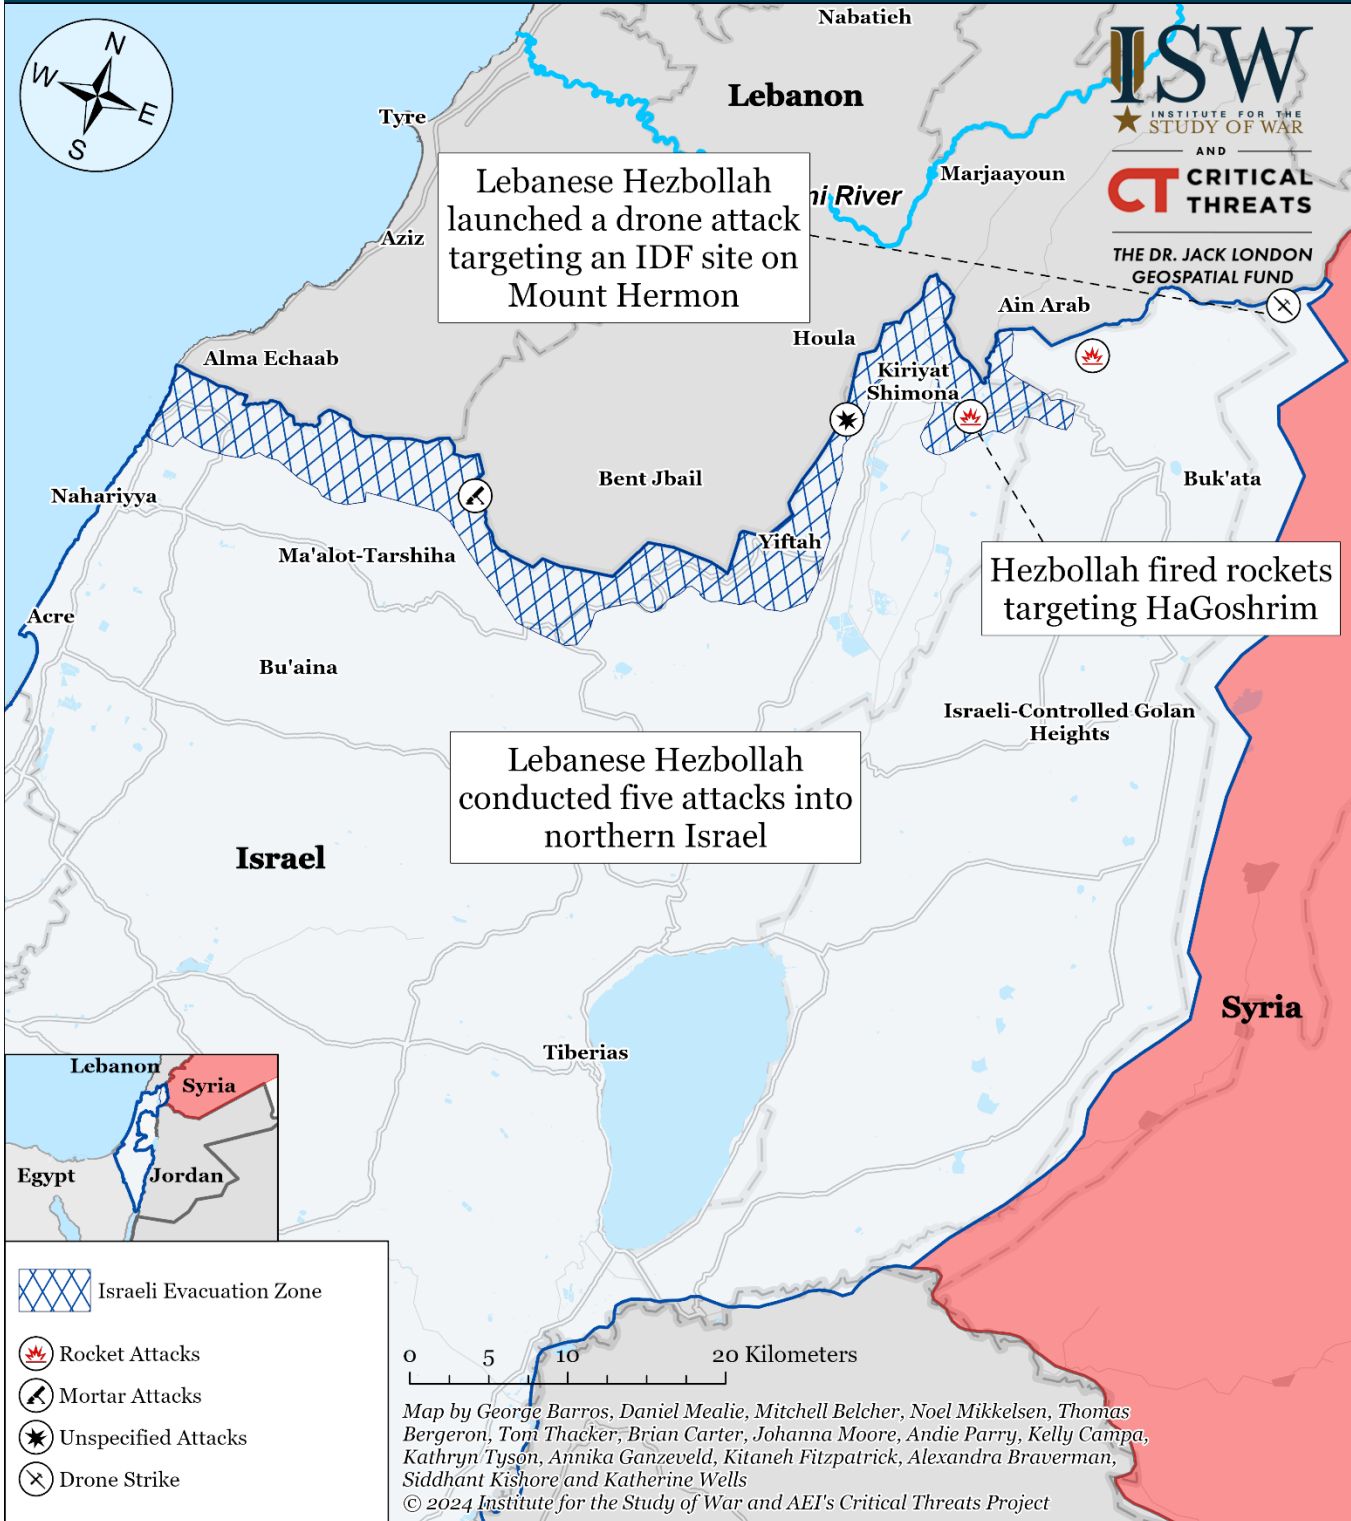 N
W
E
S
Nabatieh
Lebanon
ISW
INSTITUTE FOR THE
STUDY OF WAR
AND
CT CRITICAL
THREATS
THE DR. JACK LONDON
GEOSPATIAL FUND
Tyre
Aziz
Marjaayoun
ni River
Lebanese Hezbollah
launched a drone attack
targeting an IDF site on
Mount Hermon
Ain Arab
Houla
Alma Echaab
Kiriyat
Shimona
Bent Jbail
Buk'ata
Nahariyya
Ma'alot-Tarshiha
Yiftah
Hezbollah fired rockets
targeting HaGoshrim
Acre
Bu'aina
Israeli-Controlled Golan
Heights
Lebanese Hezbollah
conducted five attacks into
northern Israel
Israel
Syria
Tiberias
Lebanon
Syria
Egypt
Jordan
Israeli Evacuation Zone
Rocket Attacks
Mortar Attacks
Unspecified Attacks
Drone Strike
0 5 10 20 Kilometers
Map by George Barros, Daniel Mealie, Mitchell Belcher, Noel Mikkelsen, Thomas
Bergeron, Tom Thacker, Brian Carter, Johanna Moore, Andie Parry, Kelly Campa,
Kathryn Tyson, Annika Ganzeveld, Kitaneh Fitzpatrick, Alexandra Braverman,
Siddhant Kishore and Katherine Wells
© 2024 Institute for the Study of War and AEI's Critical Threats Project